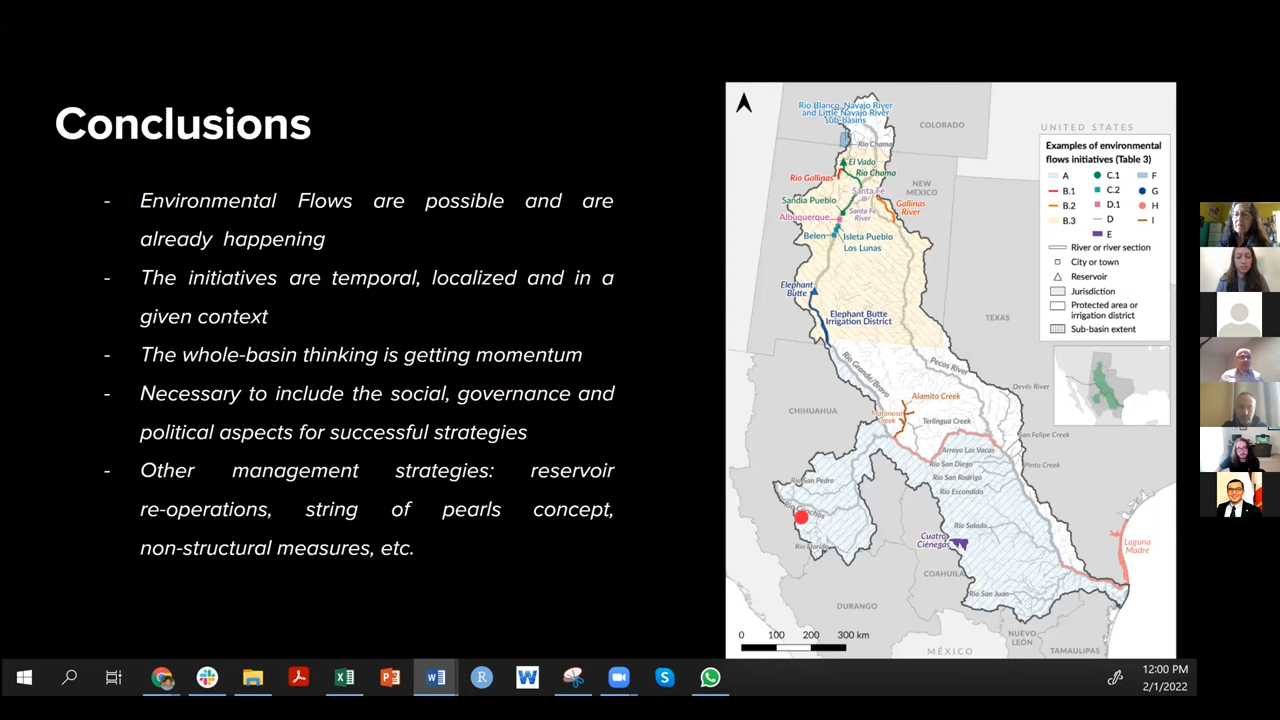 Conclusions
- Environmental Flows are possible and are
already happening
- The initiatives are temporal, localized and in a
given context
- The whole-basin thinking is getting momentum
- Necessary to include the social, governance and
political aspects for successful strategies
- Other management strategies: reservoir
re-operations, string of pearls concept,
non-structural measures, etc.
Rio Blanco, Navajo River
and Little Navajo River
sub-basins
COLORADO
UNITED STATES
Rio Chama
El Vado
Rio Chama
Rio Gallinas
Santa Fe
NEW
MEXICO
Sandia Pueblo
Santa Fe
River
Gallinas
River
Albuquerque
Belen
Isleta Pueblo
Los Lunas
Elephant
Butte
Elephant Butte
Irrigation District
TEXAS
Rio Grande/Bravo
Pecos River
Devils River
CHIHUAHUA
Alamito Creek
Creek
Terlingua Creek
San Felipe Creek
Arroyo Las Vacas
Pinto Creek
Rio San Diego
Rio San Rodrigo
Rio Escondido
Rio San Pedro
Rio Conchos
Rio Florido
Rio Salado
Cuatro
Ciénegas
Laguna
Madre
COAHUILA
Rio San Juan
DURANGO
NUEVO
LEÓN
TAMAULIPAS
MÉXICO
0 100 200 300 km
Examples of environmental
flows initiatives (Table 3)
A C.1 F
B.1 C.2 G
B.2 D.1 H
B.3 D I
E
River or river section
City or town
Reservoir
Jurisdiction
Protected area or
irrigation district
Sub-basin extent
12:00 PM
2/1/2022